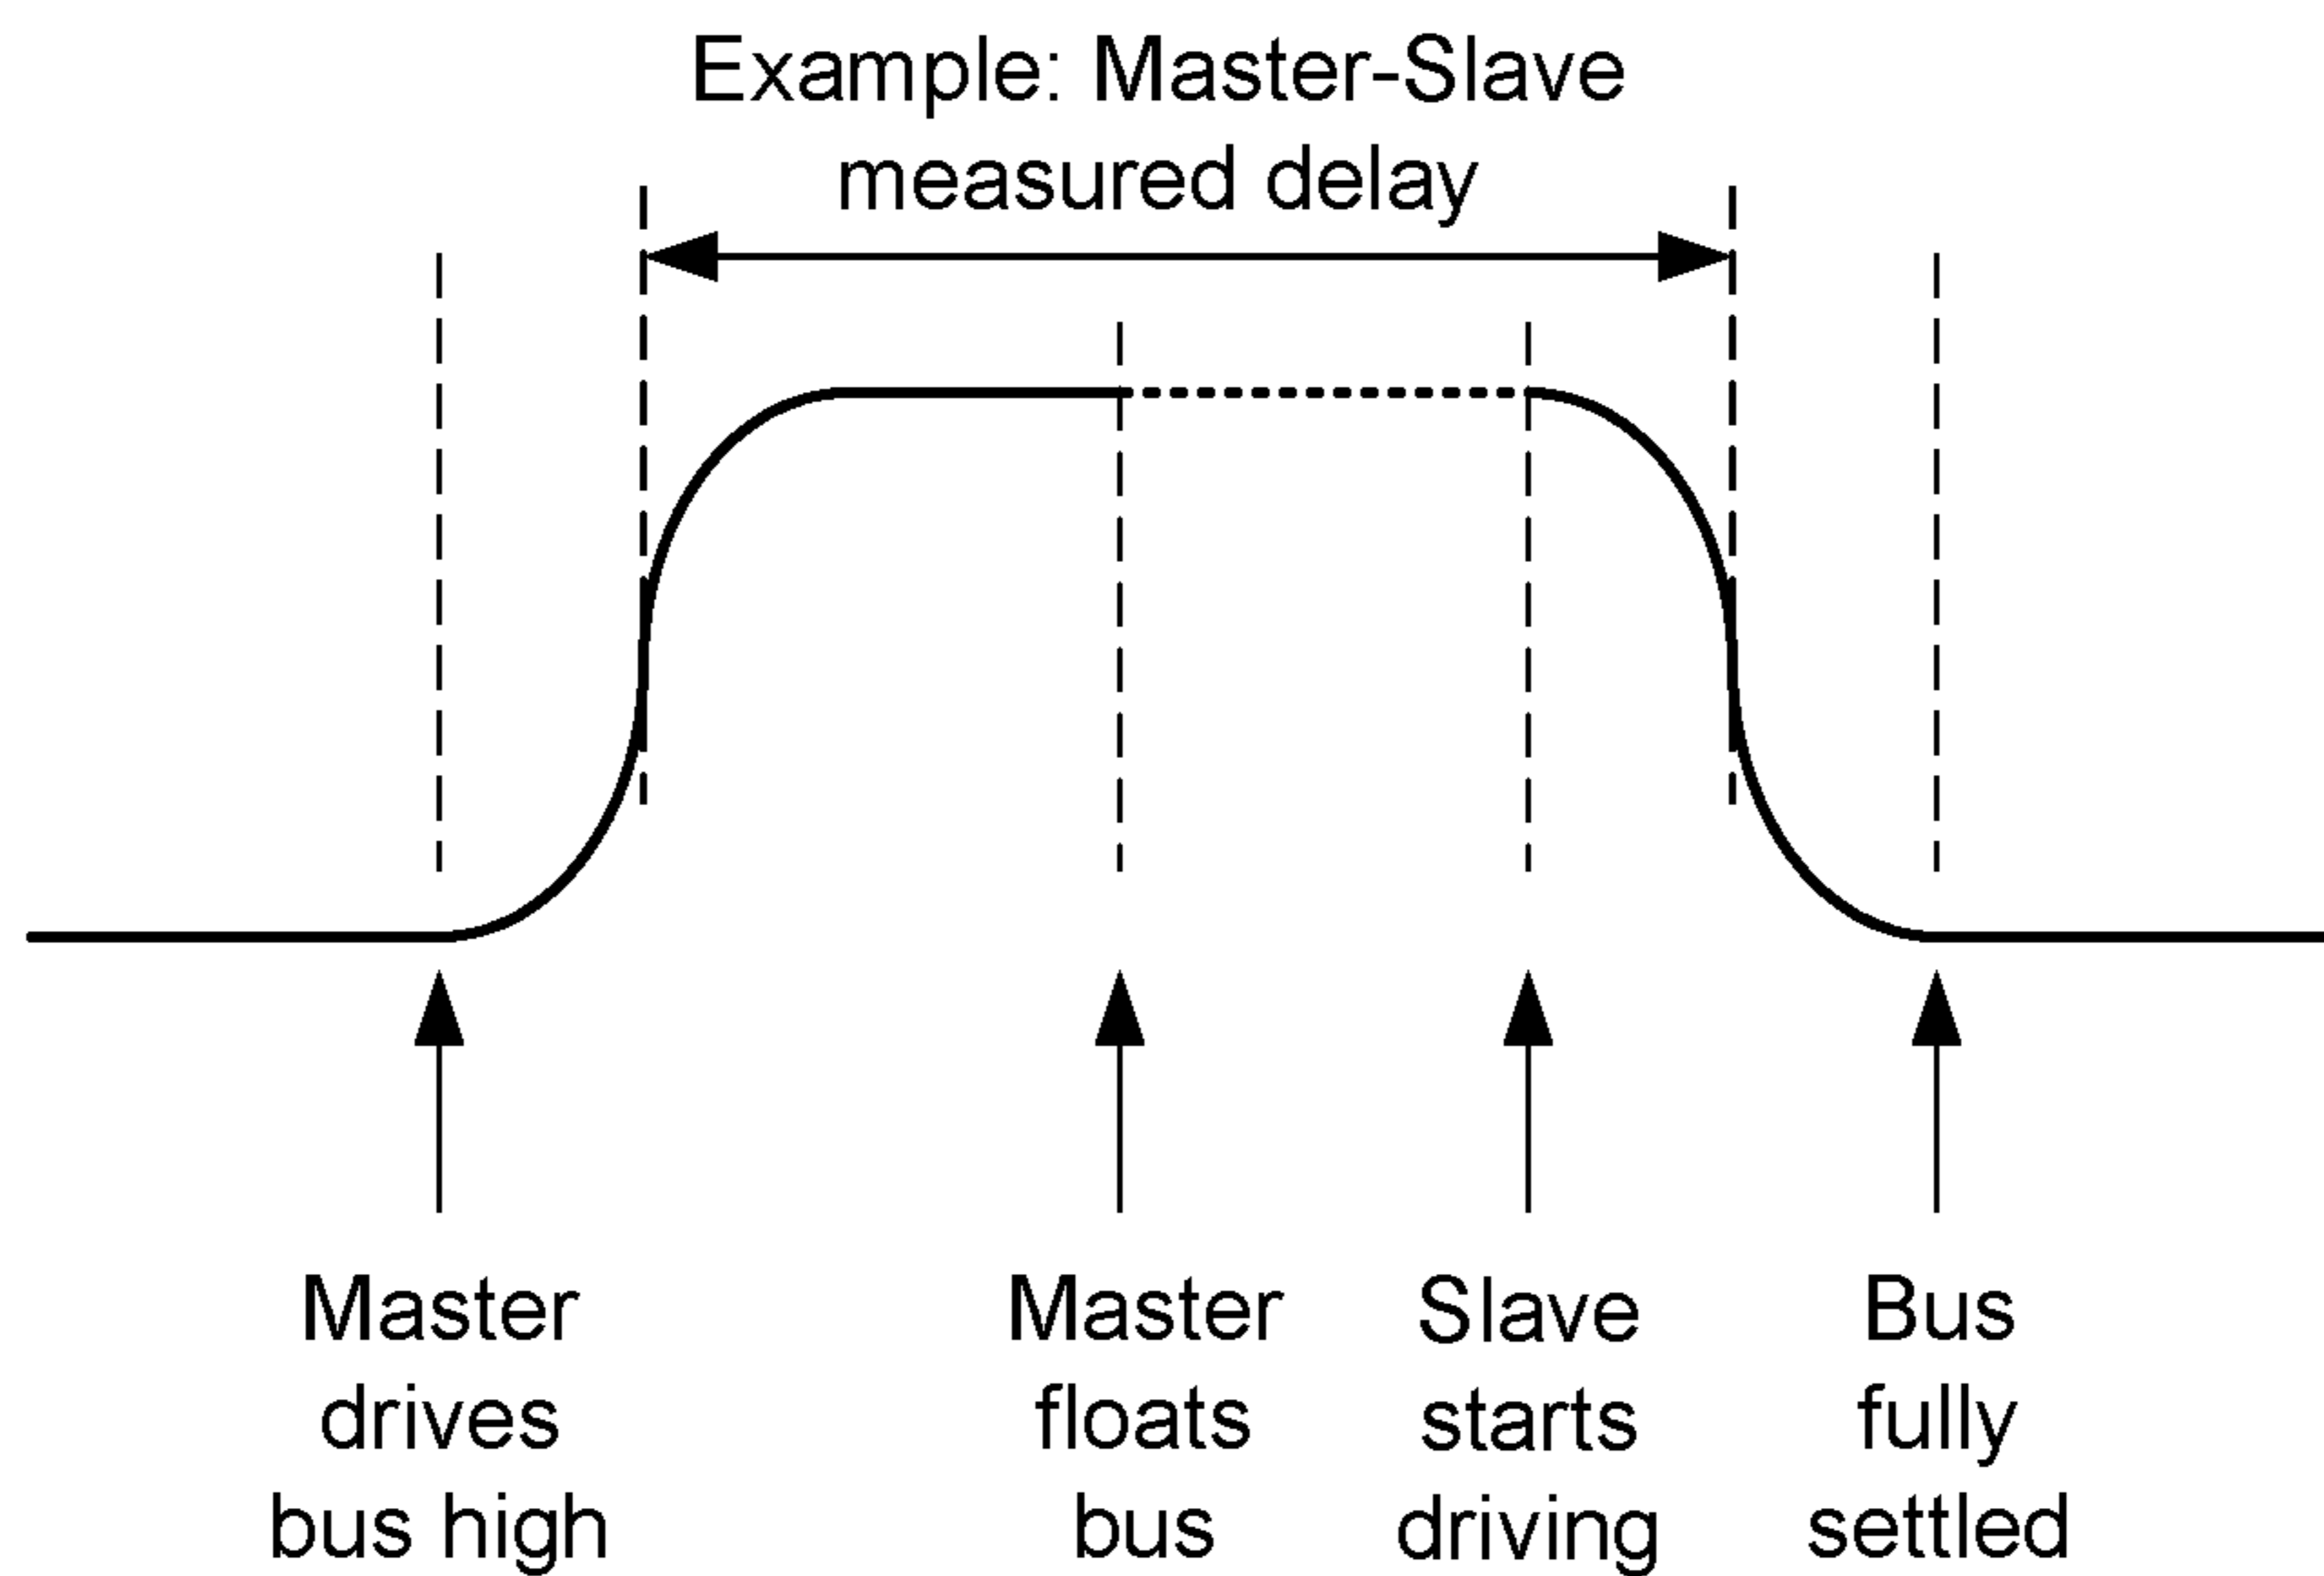 Example: Master-Slave
measured delay
Master
drives
bus high
Master
floats
bus
Slave
starts
driving
Bus
fully
settled